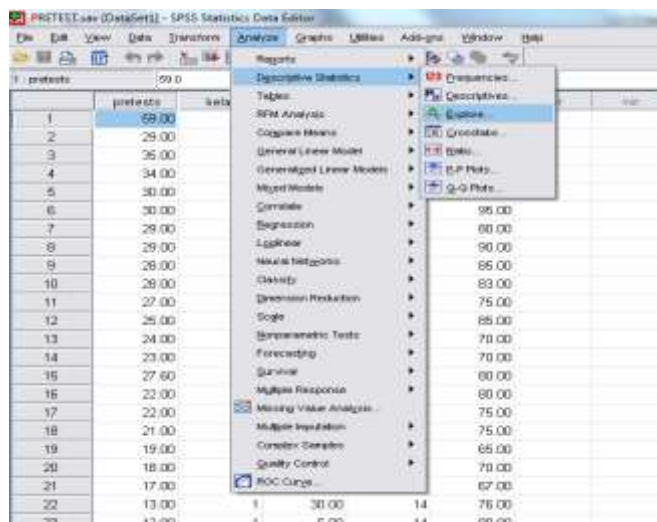 PRETEST.sav [DataSet1] - SPSS Statistics Data Editor
File Edit View Data Transform Analyze Graphs Utilities Add-ons Window Help
1 : pretests 59.0
pretests
Reports
Descriptive Statistics
Tables
RFM Analysis
Compare Means
General Linear Model
Generalized Linear Models
Mixed Models
Correlate
Regression
Loglinear
Neural Networks
Classify
Dimension Reduction
Scale
Nonparametric Tests
Forecasting
Survival
Multiple Response
Missing Value Analysis...
Multiple Imputation
Complex Samples
Quality Control
ROC Curve...
Frequencies...
Descriptives...
Explore...
Crosstabs...
Ratio...
P-P Plots...
Q-Q Plots...
var
1 59.00
2 29.00
3 35.00
4 34.00
5 30.00
6 30.00 95.00
7 29.00 60.00
8 29.00 90.00
9 28.00 85.00
10 28.00 83.00
11 27.00 75.00
12 25.00 85.00
13 24.00 70.00
14 23.00 70.00
15 27.60 80.00
16 22.00 80.00
17 22.00 75.00
18 21.00 75.00
19 19.00 65.00
20 18.00 70.00
21 17.00 67.00
22 13.00 1 30.00 14 76.00